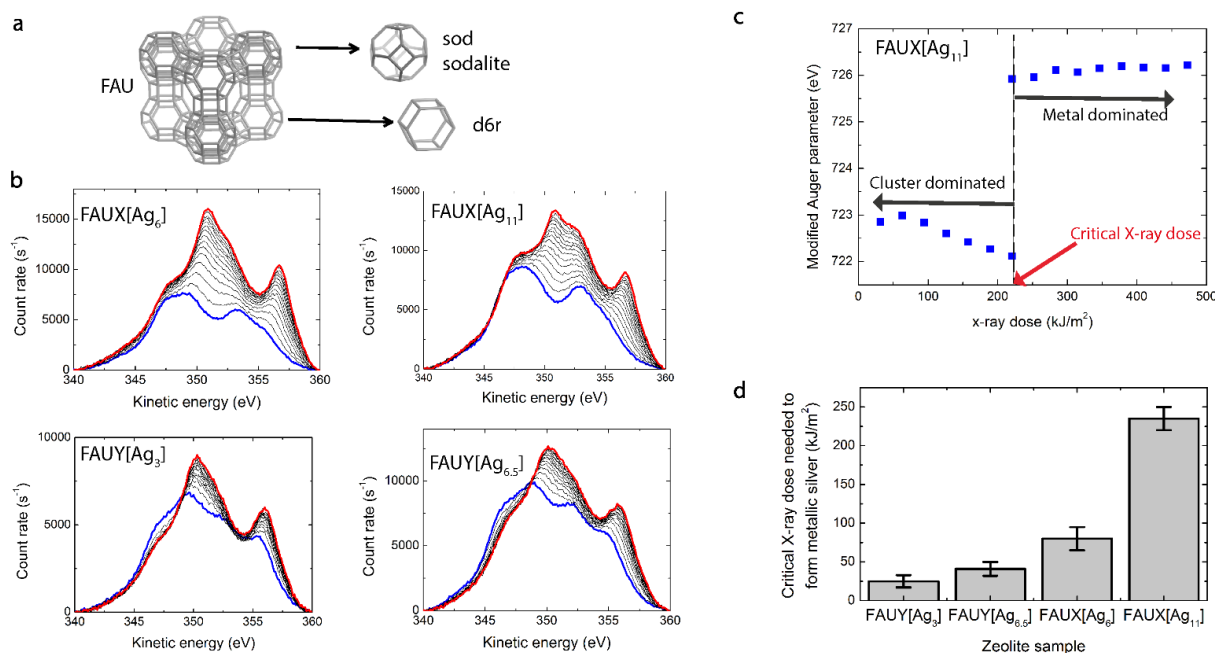 a
FAU
sod
sodalite
d6r
b
FAUX[Ag₆]
Count rate (s⁻¹)
15000
10000
5000
0
340 345 350 355 360
Kinetic energy (eV)
FAUX[Ag₁₁]
Count rate (s⁻¹)
15000
10000
5000
0
340 345 350 355 360
Kinetic energy (eV)
FAUY[Ag₃]
Count rate (s⁻¹)
10000
5000
0
340 345 350 355 360
Kinetic energy (eV)
FAUY[Ag₆.₅]
Count rate (s⁻¹)
15000
10000
5000
0
340 345 350 355 360
Kinetic energy (eV)
c
FAUX[Ag₁₁]
Modified Auger parameter (eV)
727
726
725
724
723
722
Metal dominated
Cluster dominated
Critical X-ray dose
0 100 200 300 400 500
x-ray dose (kJ/m²)
d
Critical X-ray dose needed to
form metallic silver (kJ/m²)
250
200
150
100
50
0
FAUY[Ag₃] FAUY[Ag₆.₅] FAUX[Ag₆] FAUX[Ag₁₁]
Zeolite sample